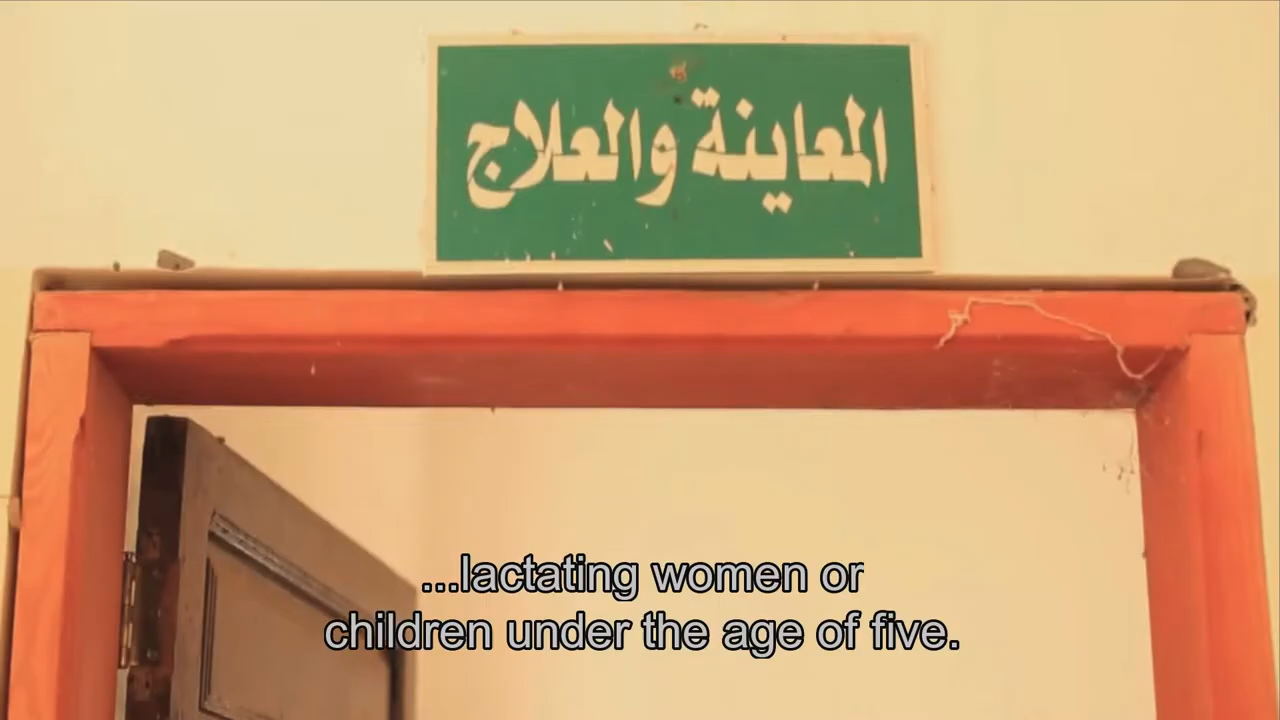 المعاينة والعلاج
...lactating women or
children under the age of five.